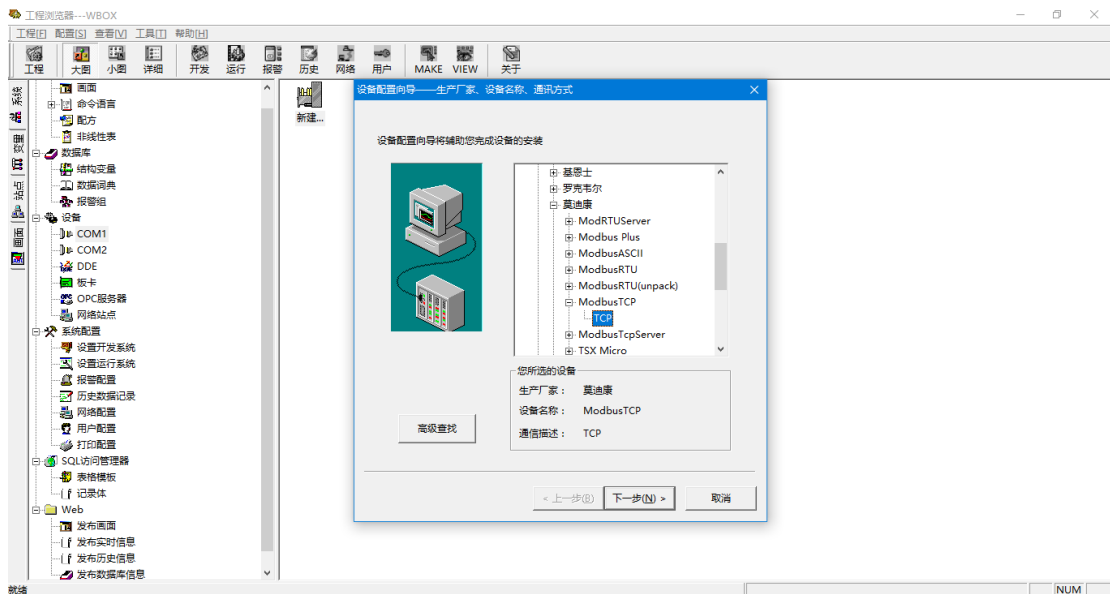 工程浏览器---WBOX
工程[F] 配置[S] 查看[V] 工具[T] 帮助[H]
工程 大图 小图 详细 开发 运行 报警 历史 网络 用户 MAKE VIEW 关于
系统
变量
站点
画面
画面
命令语言
配方
非线性表
数据库
结构变量
数据词典
报警组
设备
COM1
COM2
DDE
板卡
OPC服务器
网络站点
系统配置
设置开发系统
设置运行系统
报警配置
历史数据记录
网络配置
用户配置
打印配置
SQL访问管理器
表格模板
记录体
Web
发布画面
发布实时信息
发布历史信息
发布数据库信息
新建...
设备配置向导——生产厂家、设备名称、通讯方式
设备配置向导将辅助您完成设备的安装
基恩士
罗克韦尔
莫迪康
ModRTUServer
Modbus Plus
ModbusASCII
ModbusRTU
ModbusRTU(unpack)
ModbusTCP
TCP
ModbusTcpServer
TSX Micro
您所选的设备
生产厂家： 莫迪康
设备名称： ModbusTCP
通信描述： TCP
高级查找
< 上一步(B) 下一步(N) > 取消
就绪 NUM